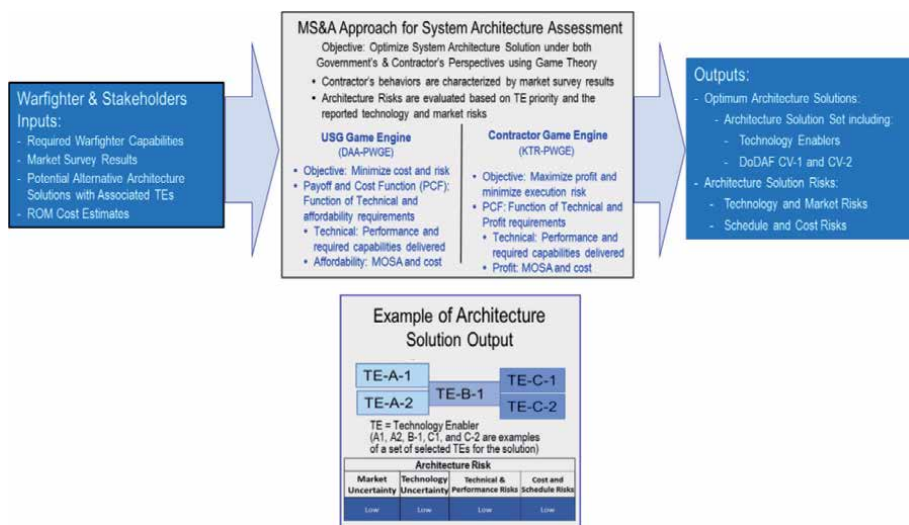 MS&A Approach for System Architecture Assessment
Objective: Optimize System Architecture Solution under both
Government's & Contractor's Perspectives using Game Theory
• Contractor's behaviors are characterized by market survey results
• Architecture Risks are evaluated based on TE priority and the
reported technology and market risks
Warfighter & Stakeholders
Inputs:
- Required Warfighter Capabilities
- Market Survey Results
- Potential Alternative Architecture
Solutions with Associated TEs
- ROM Cost Estimates
USG Game Engine
(DAA-PWGE)
• Objective: Minimize cost and risk
• Payoff and Cost Function (PCF):
Function of Technical and
affordability requirements
• Technical: Performance and
required capabilities delivered
• Affordability: MOSA and cost
Contractor Game Engine
(KTR-PWGE)
• Objective: Maximize profit and
minimize execution risk
• PCF: Function of Technical and
Profit requirements
• Technical: Performance and
required capabilities delivered
• Profit: MOSA and cost
Outputs:
- Optimum Architecture Solutions:
- Architecture Solution Set including:
- Technology Enablers
- DoDAF CV-1 and CV-2
- Architecture Solution Risks:
- Technology and Market Risks
- Schedule and Cost Risks
Example of Architecture
Solution Output
TE-A-1
TE-A-2
TE-B-1
TE-C-1
TE-C-2
TE = Technology Enabler
(A1, A2, B-1, C1, and C-2 are examples
of a set of selected TEs for the solution)
Architecture Risk
Market Uncertainty
Technology Uncertainty
Technical & Performance Risks
Cost and Schedule Risks
Low Low Low Low